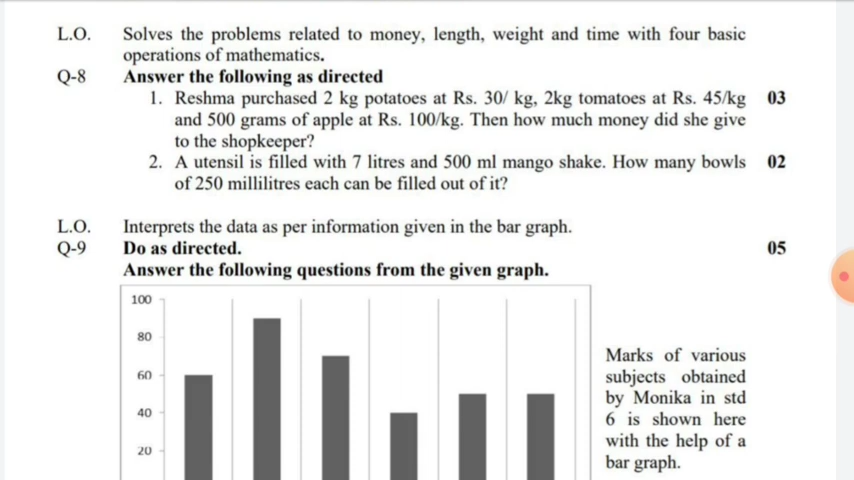 L.O. Solves the problems related to money, length, weight and time with four basic
operations of mathematics.
Q-8 Answer the following as directed
1. Reshma purchased 2 kg potatoes at Rs. 30/ kg, 2kg tomatoes at Rs. 45/kg 03
and 500 grams of apple at Rs. 100/kg. Then how much money did she give
to the shopkeeper?
2. A utensil is filled with 7 litres and 500 ml mango shake. How many bowls 02
of 250 millilitres each can be filled out of it?
L.O. Interprets the data as per information given in the bar graph.
Q-9 Do as directed. 05
Answer the following questions from the given graph.
100
80
60
40
20
Marks of various
subjects obtained
by Monika in std
6 is shown here
with the help of a
bar graph.